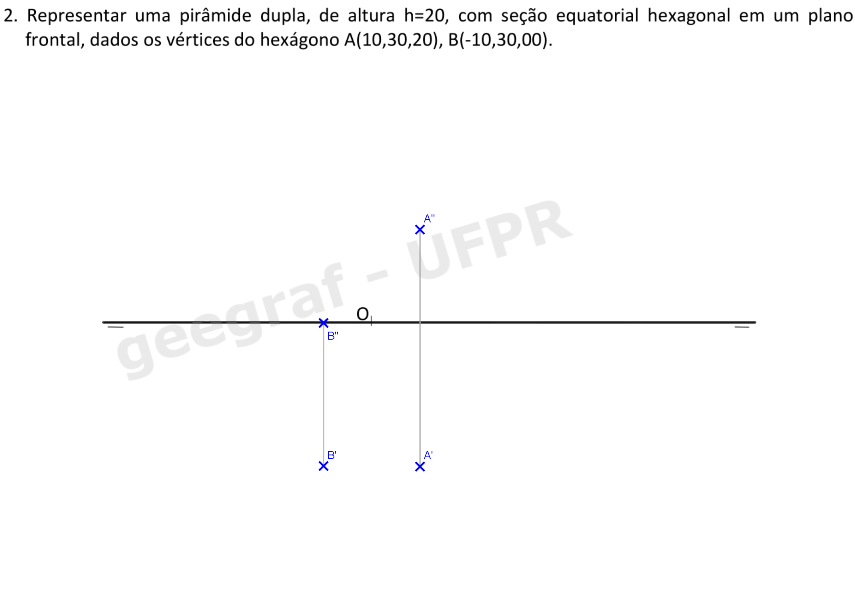 2. Representar uma pirâmide dupla, de altura h=20, com seção equatorial hexagonal em um plano
frontal, dados os vértices do hexágono A(10,30,20), B(-10,30,00).
A"
geegraf - UFPR
O
B"
B'
A'